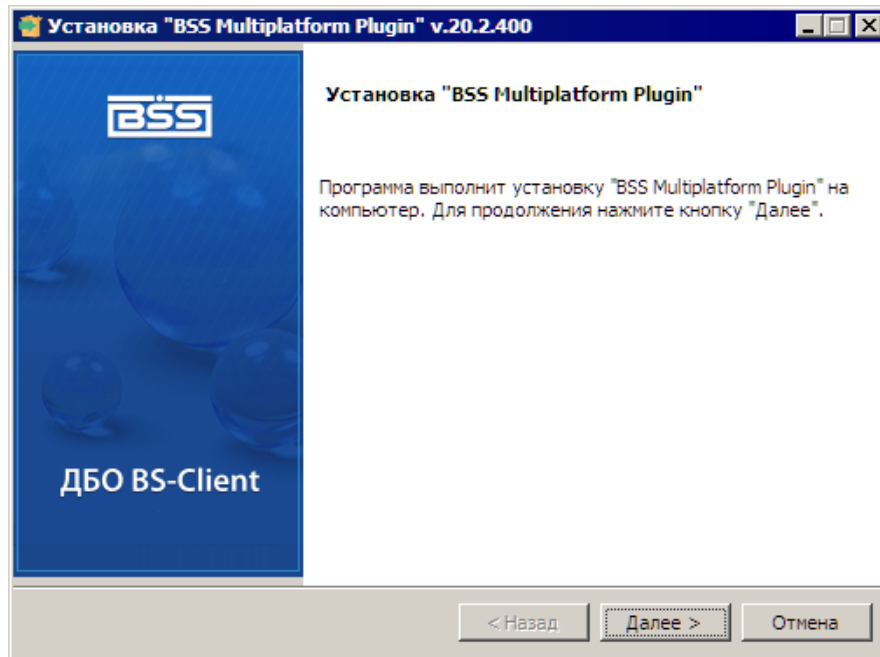 Установка "BSS Multiplatform Plugin" v.20.2.400
BSS
Установка "BSS Multiplatform Plugin"
Программа выполнит установку "BSS Multiplatform Plugin" на
компьютер. Для продолжения нажмите кнопку "Далее".
ДБО BS-Client
< Назад
Далее >
Отмена